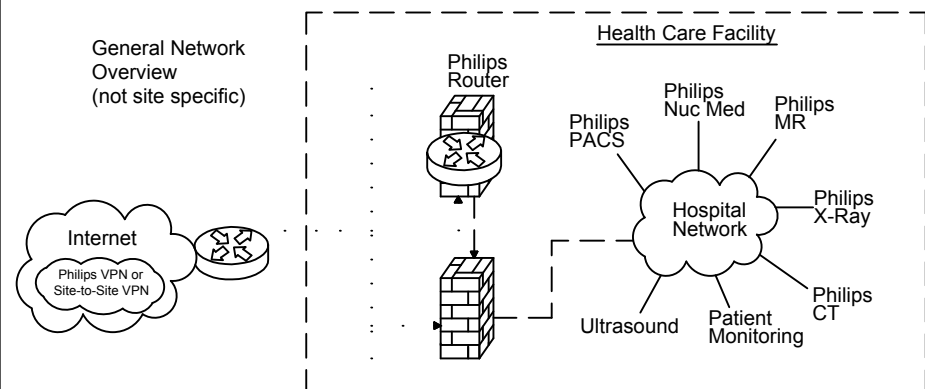 General Network
Overview
(not site specific)
Health Care Facility
Philips
Router
Philips
PACS
Philips
Nuc Med
Philips
MR
Internet
Philips VPN or
Site-to-Site VPN
Hospital
Network
Philips
X-Ray
Ultrasound
Patient
Monitoring
Philips
CT